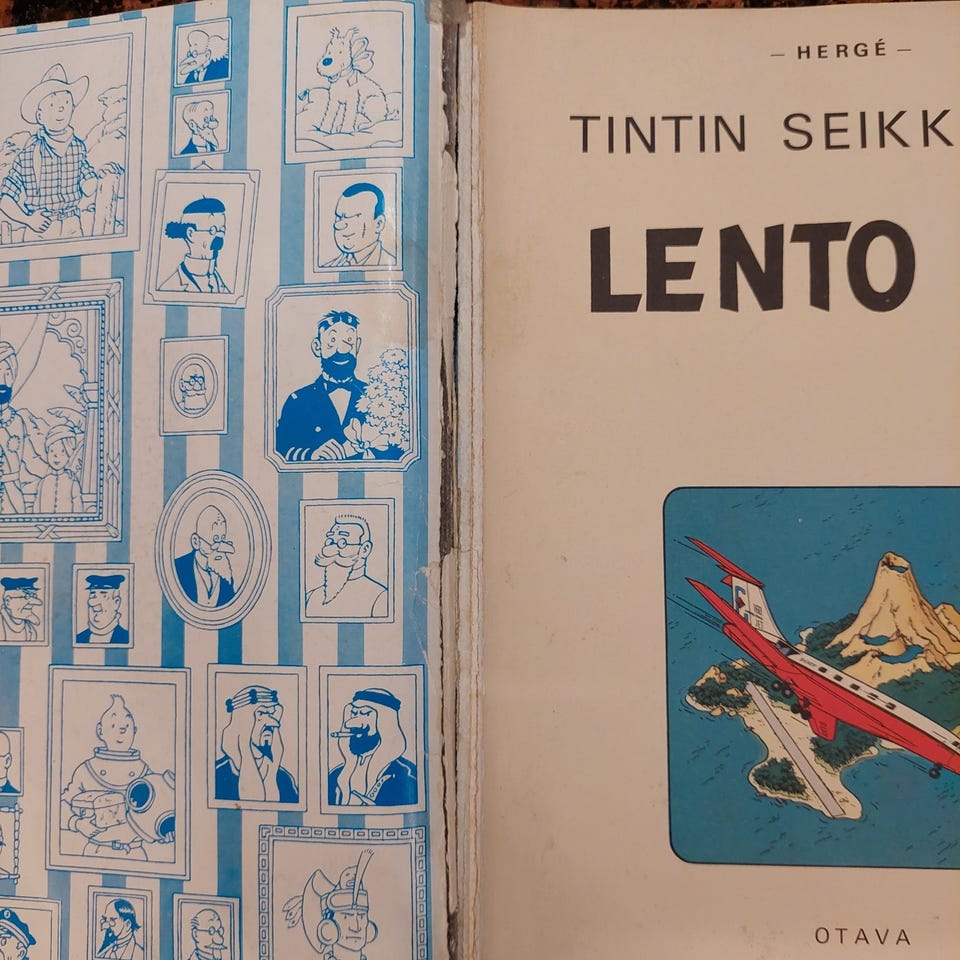 – HERGÉ –
TINTIN SEIKK
LENTO
OTAVA